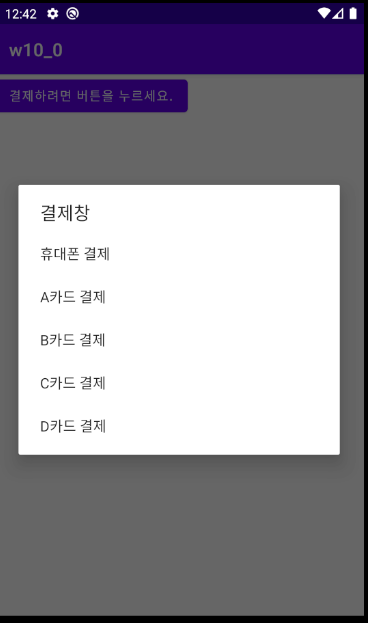 12:42
w10_0
결제하려면 버튼을 누르세요.
결제창
휴대폰 결제
A카드 결제
B카드 결제
C카드 결제
D카드 결제